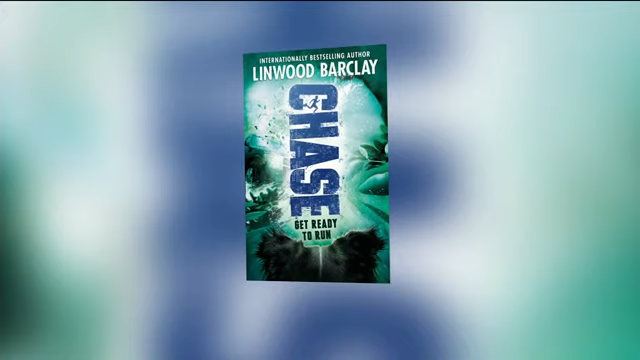 INTERNATIONALLY BESTSELLING AUTHOR
LINWOOD BARCLAY
CHASE
GET READY
TO RUN